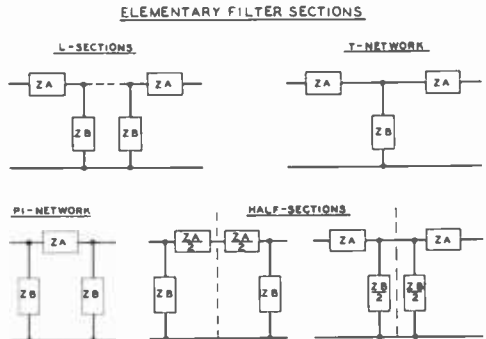 ELEMENTARY FILTER SECTIONS
L-SECTIONS
T-NETWORK
ZA
ZA
ZA
ZA
ZB
ZB
ZB
PI-NETWORK
HALF-SECTIONS
ZA
ZA/2
ZA/2
ZA
ZA
ZB
ZB
ZB
ZB
ZB/2
ZB/2